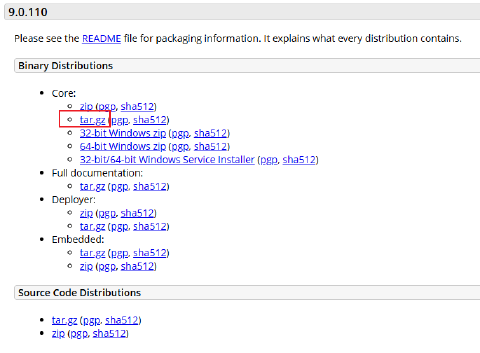 9.0.110
Please see the README file for packaging information. It explains what every distribution contains.
Binary Distributions
Core:
zip (pgp, sha512)
tar.gz (pgp, sha512)
32-bit Windows zip (pgp, sha512)
64-bit Windows zip (pgp, sha512)
32-bit/64-bit Windows Service Installer (pgp, sha512)
Full documentation:
tar.gz (pgp, sha512)
Deployer:
zip (pgp, sha512)
tar.gz (pgp, sha512)
Embedded:
tar.gz (pgp, sha512)
zip (pgp, sha512)
Source Code Distributions
tar.gz (pgp, sha512)
zip (pgp, sha512)